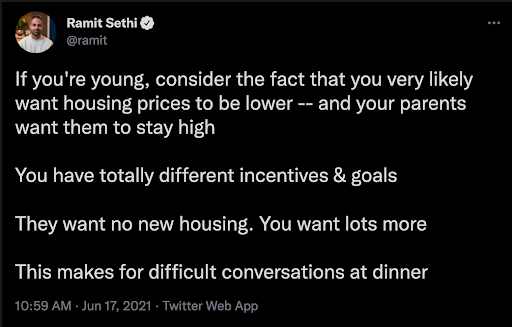 Ramit Sethi
@ramit
If you're young, consider the fact that you very likely
want housing prices to be lower -- and your parents
want them to stay high
You have totally different incentives & goals
They want no new housing. You want lots more
This makes for difficult conversations at dinner
10:59 AM · Jun 17, 2021 · Twitter Web App